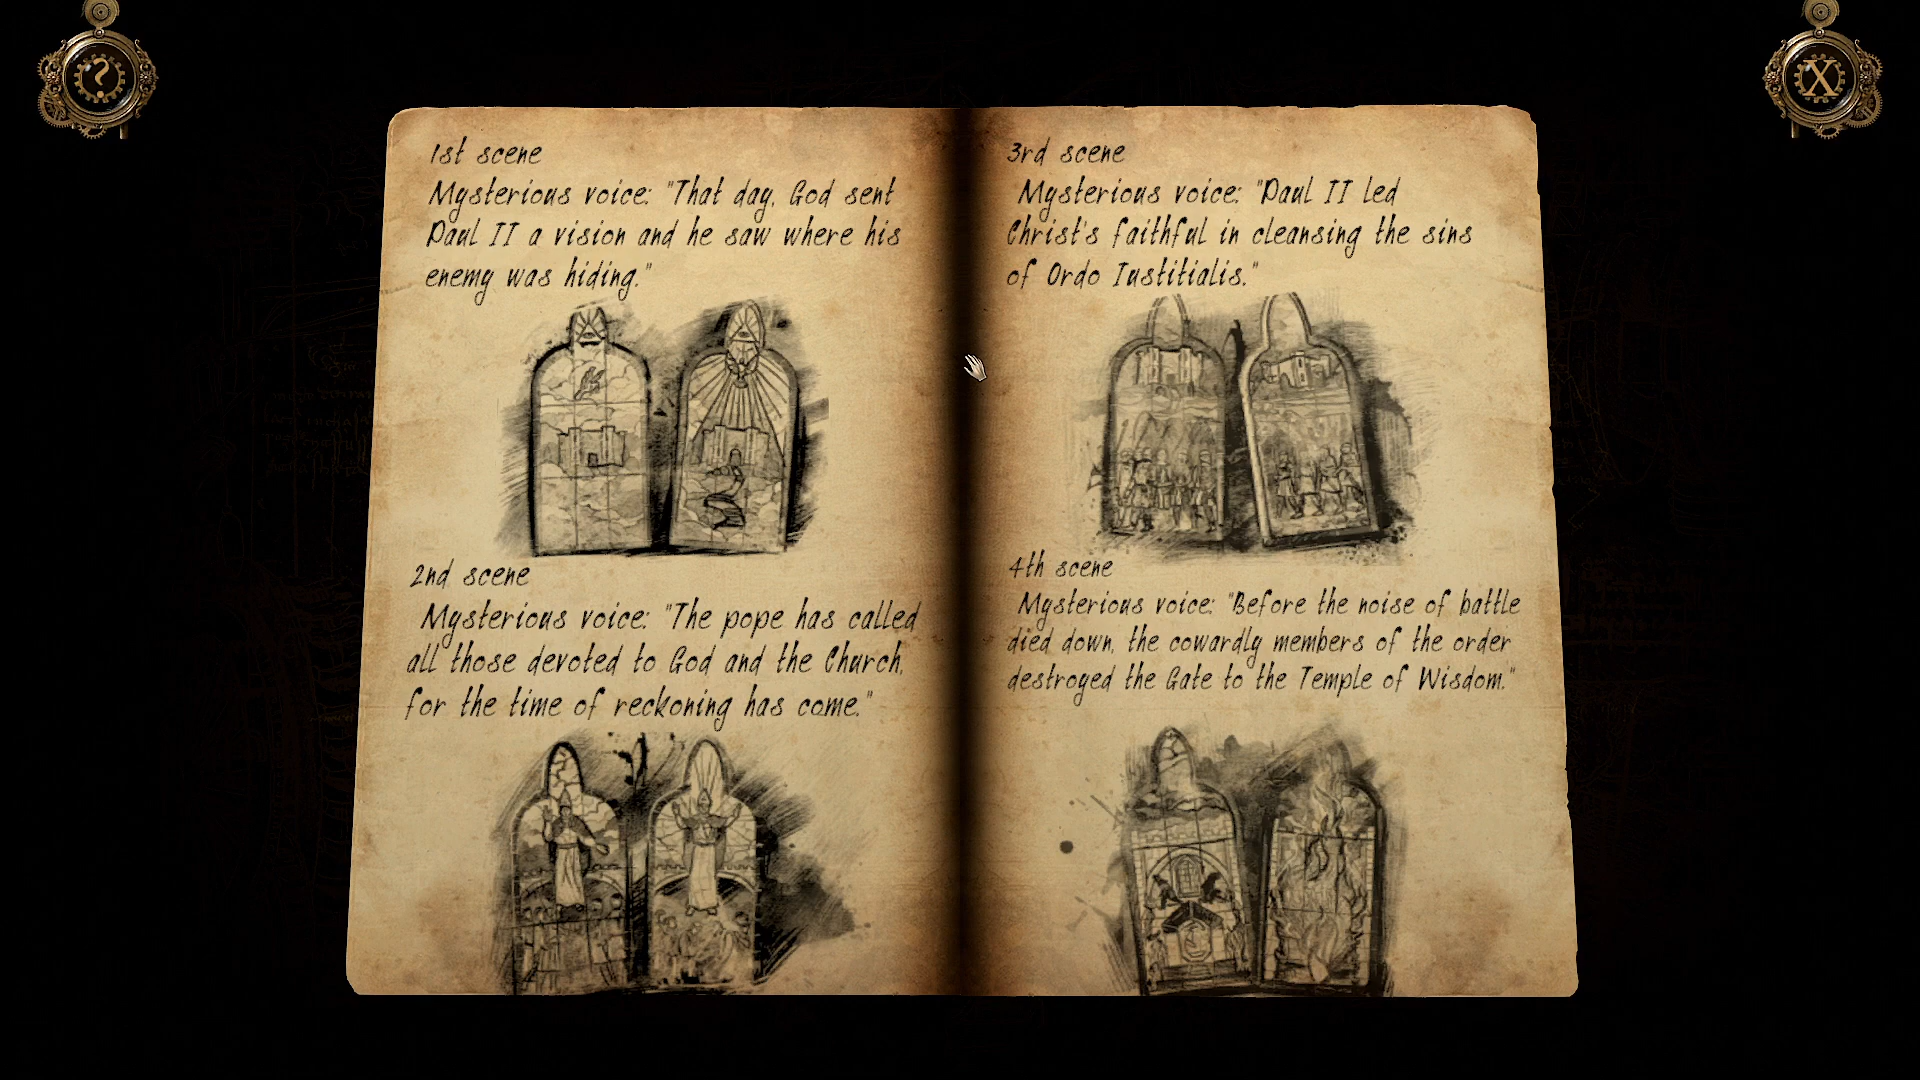 ?
X
1st scene
Mysterious voice: "That day, God sent
Paul II a vision and he saw where his
enemy was hiding."
2nd scene
Mysterious voice: "The pope has called
all those devoted to God and the Church,
for the time of reckoning has come."
3rd scene
Mysterious voice: "Paul II led
Christ's faithful in cleansing the sins
of Ordo Iustitialis."
4th scene
Mysterious voice: "Before the noise of battle
died down, the cowardly members of the order
destroyed the Gate to the Temple of Wisdom."